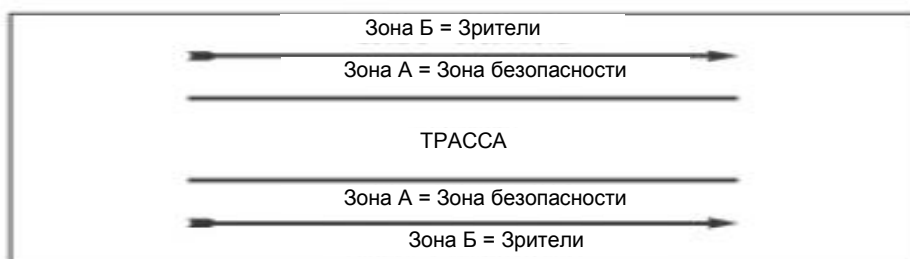 Зона Б = Зрители
Зона А = Зона безопасности
ТРАССА
Зона А = Зона безопасности
Зона Б = Зрители